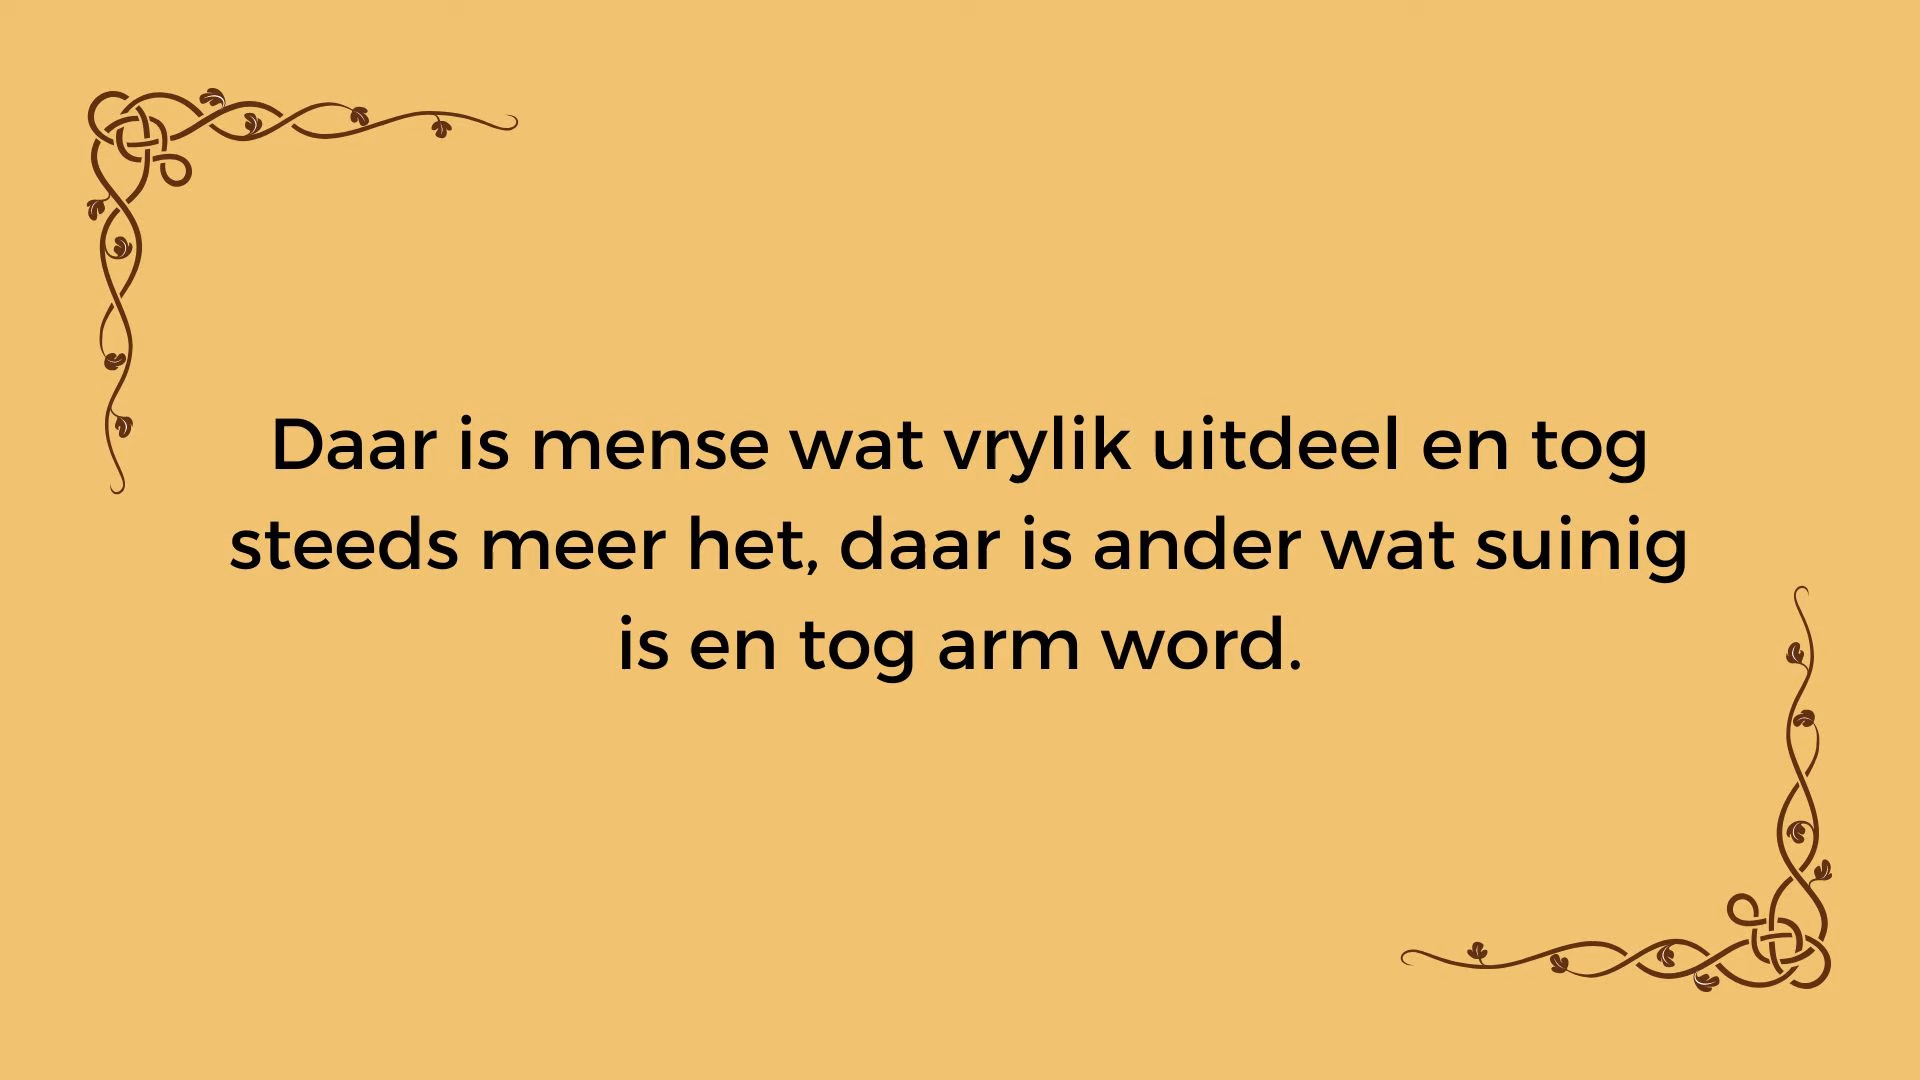 Daar is mense wat vrylik uitdeel en tog
steeds meer het, daar is ander wat suinig
is en tog arm word.